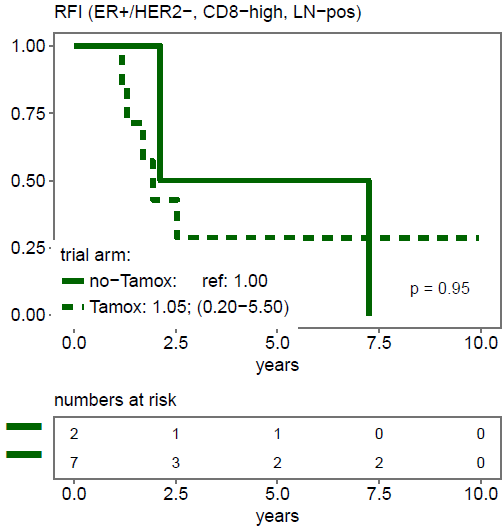 RFI (ER+/HER2−, CD8−high, LN−pos)
1.00
0.75
0.50
0.25
0.00
trial arm:
no−Tamox: ref: 1.00
Tamox: 1.05; (0.20−5.50)
p = 0.95
0.0 2.5 5.0 7.5 10.0
years
numbers at risk
2 1 1 0 0
7 3 2 2 0
0.0 2.5 5.0 7.5 10.0
years